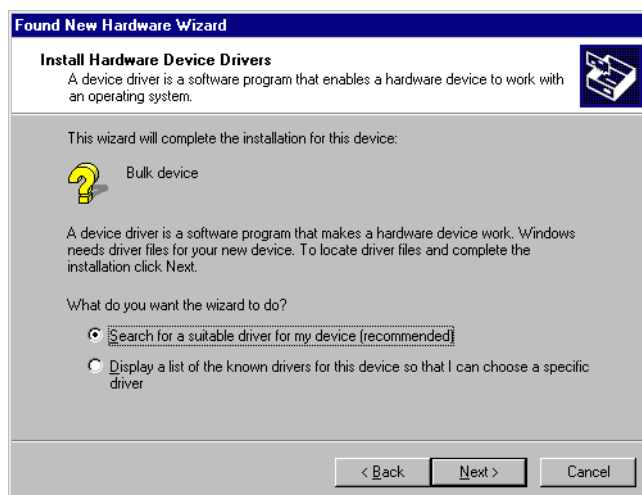 Found New Hardware Wizard
Install Hardware Device Drivers
A device driver is a software program that enables a hardware device to work with
an operating system.
This wizard will complete the installation for this device:
Bulk device
A device driver is a software program that makes a hardware device work. Windows
needs driver files for your new device. To locate driver files and complete the
installation click Next.
What do you want the wizard to do?
Search for a suitable driver for my device (recommended)
Display a list of the known drivers for this device so that I can choose a specific
driver
< Back Next > Cancel